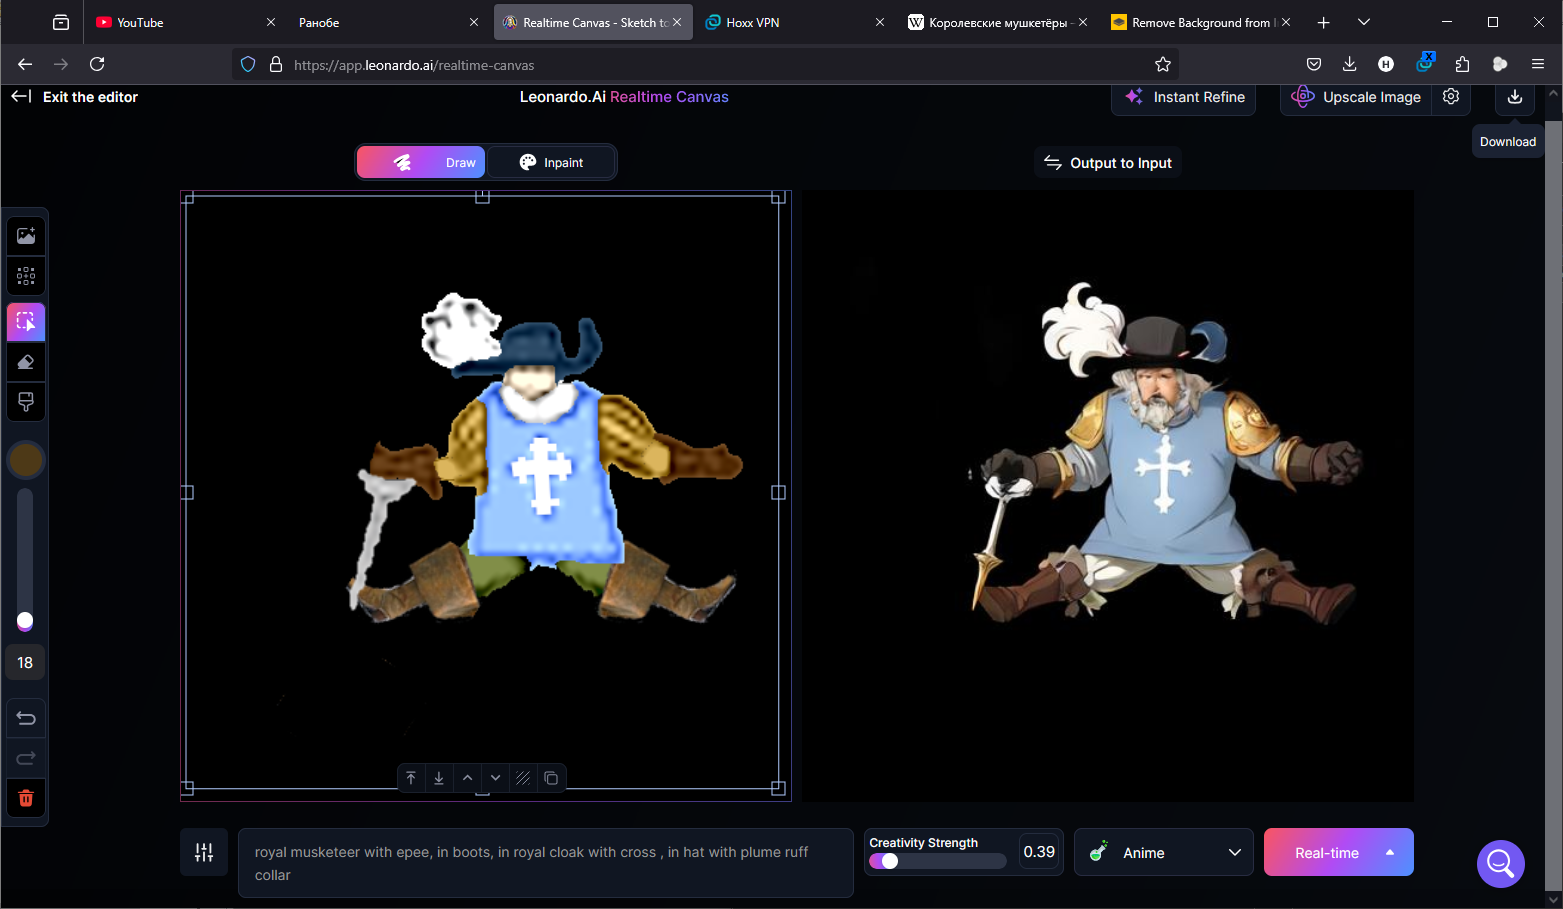 YouTube
Ранобе
Realtime Canvas - Sketch to
Hoxx VPN
Королевские мушкетёры -
Remove Background from I
https://app.leonardo.ai/realtime-canvas
Exit the editor
Leonardo.Ai Realtime Canvas
Instant Refine
Upscale Image
Download
Draw
Inpaint
Output to Input
18
royal musketeer with epee, in boots, in royal cloak with cross , in hat with plume ruff
collar
Creativity Strength
0.39
Anime
Real-time